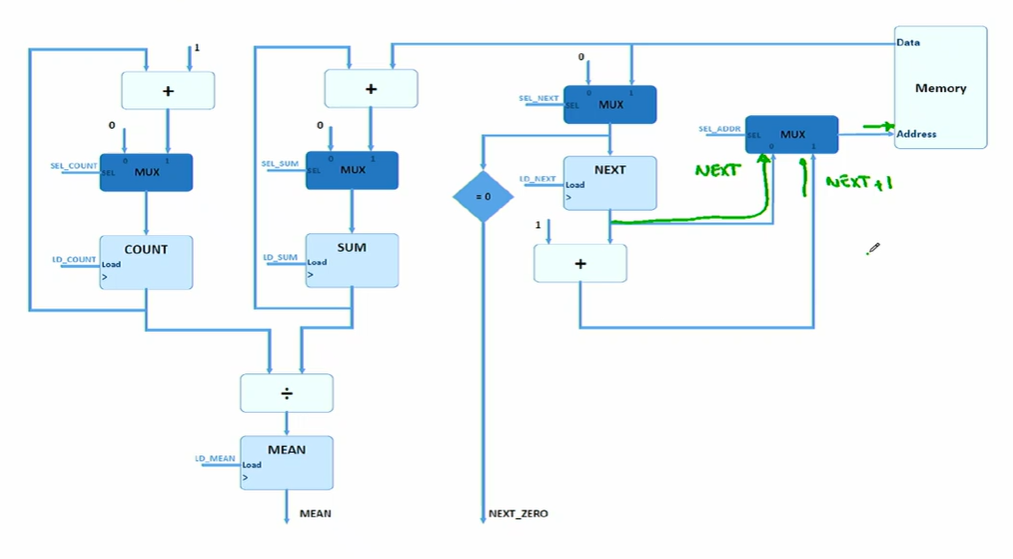 1
+
0
0 1
SEL_COUNT SEL MUX
COUNT
LD_COUNT Load
>
+
0
0 1
SEL_SUM SEL MUX
SUM
LD_SUM Load
>
÷
MEAN
LD_MEAN Load
>
MEAN
0
0 1
SEL_NEXT SEL MUX
NEXT
LD_NEXT Load
>
= 0
1
+
NEXT_ZERO
SEL_ADDR SEL MUX
0 1
NEXT
NEXT + 1
Data
Memory
Address